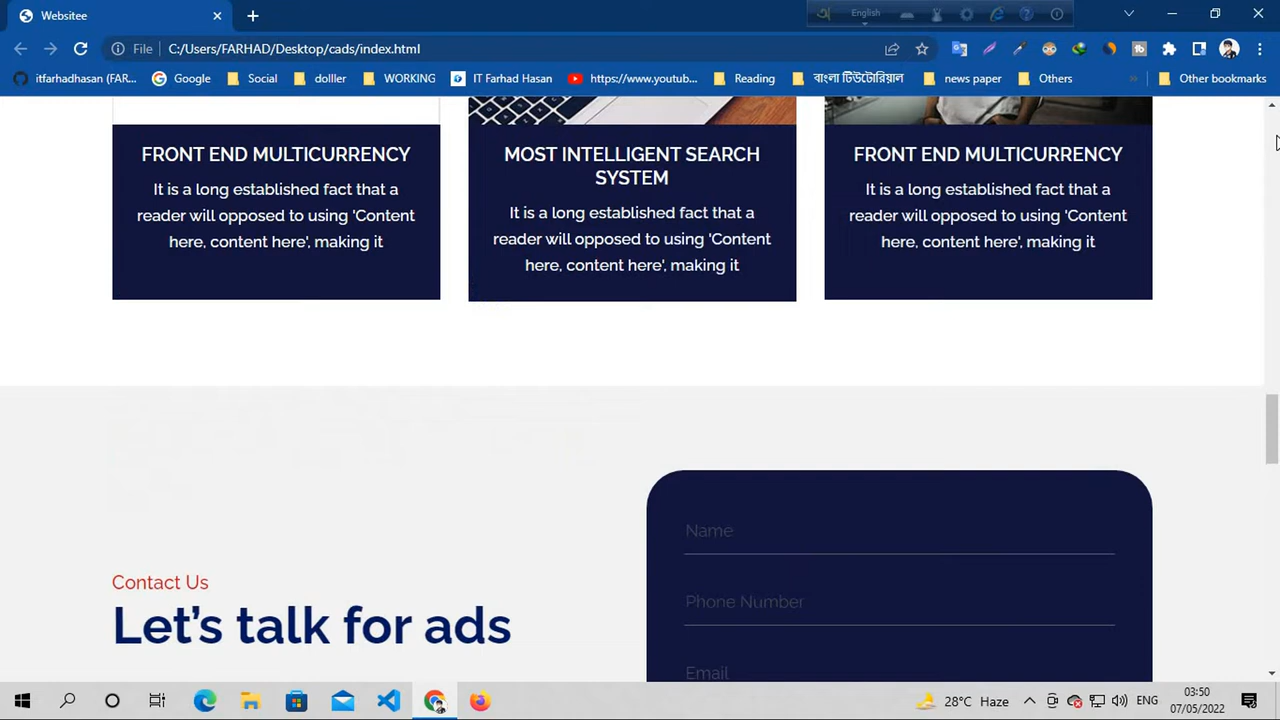 Websitee
English
File C:/Users/FARHAD/Desktop/cads/index.html
itfarhadhasan (FAR...
Google
Social
dolller
WORKING
IT Farhad Hasan
https://www.youtub...
Reading
বাংলা টিউটোরিয়াল
news paper
Others
»
Other bookmarks
FRONT END MULTICURRENCY
It is a long established fact that a
reader will opposed to using 'Content
here, content here', making it
MOST INTELLIGENT SEARCH
SYSTEM
It is a long established fact that a
reader will opposed to using 'Content
here, content here', making it
FRONT END MULTICURRENCY
It is a long established fact that a
reader will opposed to using 'Content
here, content here', making it
Contact Us
Let’s talk for ads
Name
Phone Number
Email
28°C Haze
ENG
03:50
07/05/2022